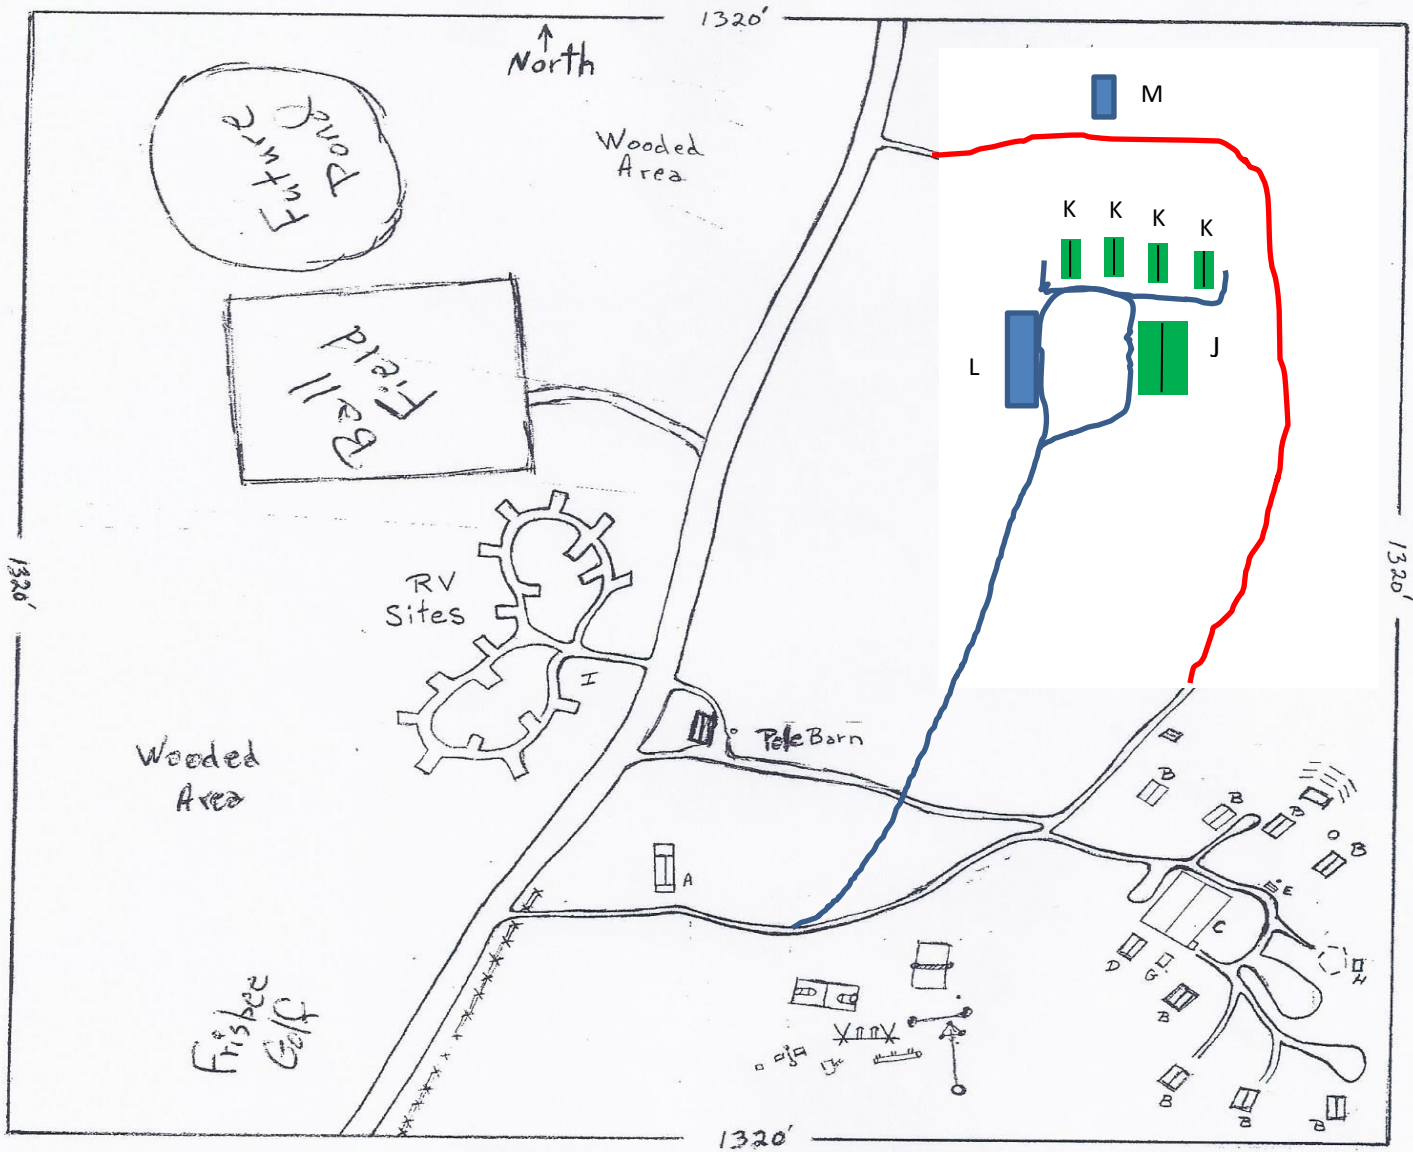 1320'
North
Wooded
Area
Future
Pond
M
K K K K
J
L
Ball
Field
1320'
1320'
RV
Sites
I
Pole Barn
Wooded
Area
A
B
B
B
B
E
C
D
G
H
B
B
B
B
Frisbee
Golf
1320'